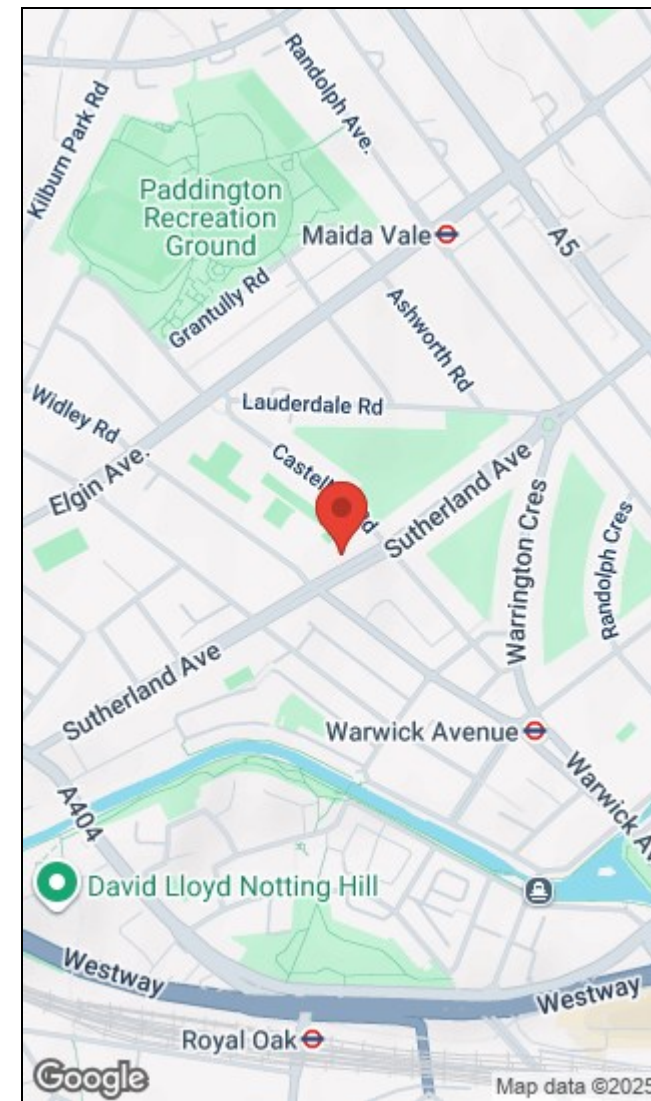 Randolph Ave.
Kilburn Park Rd
Paddington
Recreation
Ground
Maida Vale
A5
Grantully Rd
Ashworth Rd
Widley Rd
Lauderdale Rd
Elgin Ave.
Sutherland Ave
Warrington Cres
Randolph Cres
Sutherland Ave
Warwick Avenue
A404
David Lloyd Notting Hill
Westway
Westway
Royal Oak
Google
Map data ©2025